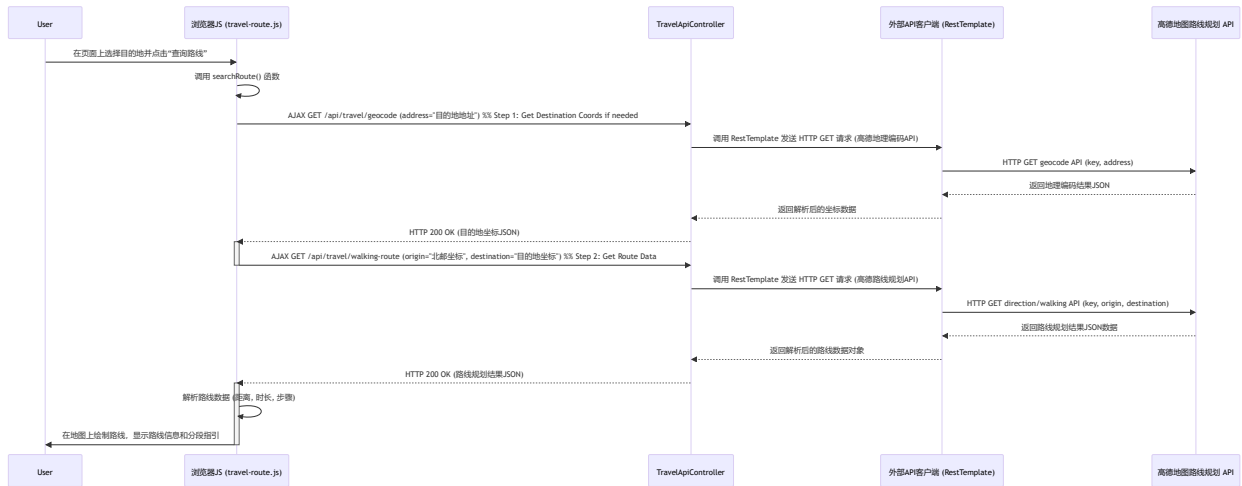 User
浏览器JS (travel-route.js)
TravelApiController
外部API客户端 (RestTemplate)
高德地图路线规划 API
在页面上选择目的地并点击“查询路线”
调用 searchRoute() 函数
AJAX GET /api/travel/geocode (address="目的地地址") %% Step 1: Get Destination Coords if needed
调用 RestTemplate 发送 HTTP GET 请求 (高德地理编码API)
HTTP GET geocode API (key, address)
返回地理编码结果JSON
返回解析后的坐标数据
HTTP 200 OK (目的地坐标JSON)
AJAX GET /api/travel/walking-route (origin="北邮坐标", destination="目的地坐标") %% Step 2: Get Route Data
调用 RestTemplate 发送 HTTP GET 请求 (高德路线规划API)
HTTP GET direction/walking API (key, origin, destination)
返回路线规划结果JSON数据
返回解析后的路线数据对象
HTTP 200 OK (路线规划结果JSON)
解析路线数据 (距离, 时长, 步骤)
在地图上绘制路线，显示路线信息和分段指引
User
浏览器JS (travel-route.js)
TravelApiController
外部API客户端 (RestTemplate)
高德地图路线规划 API